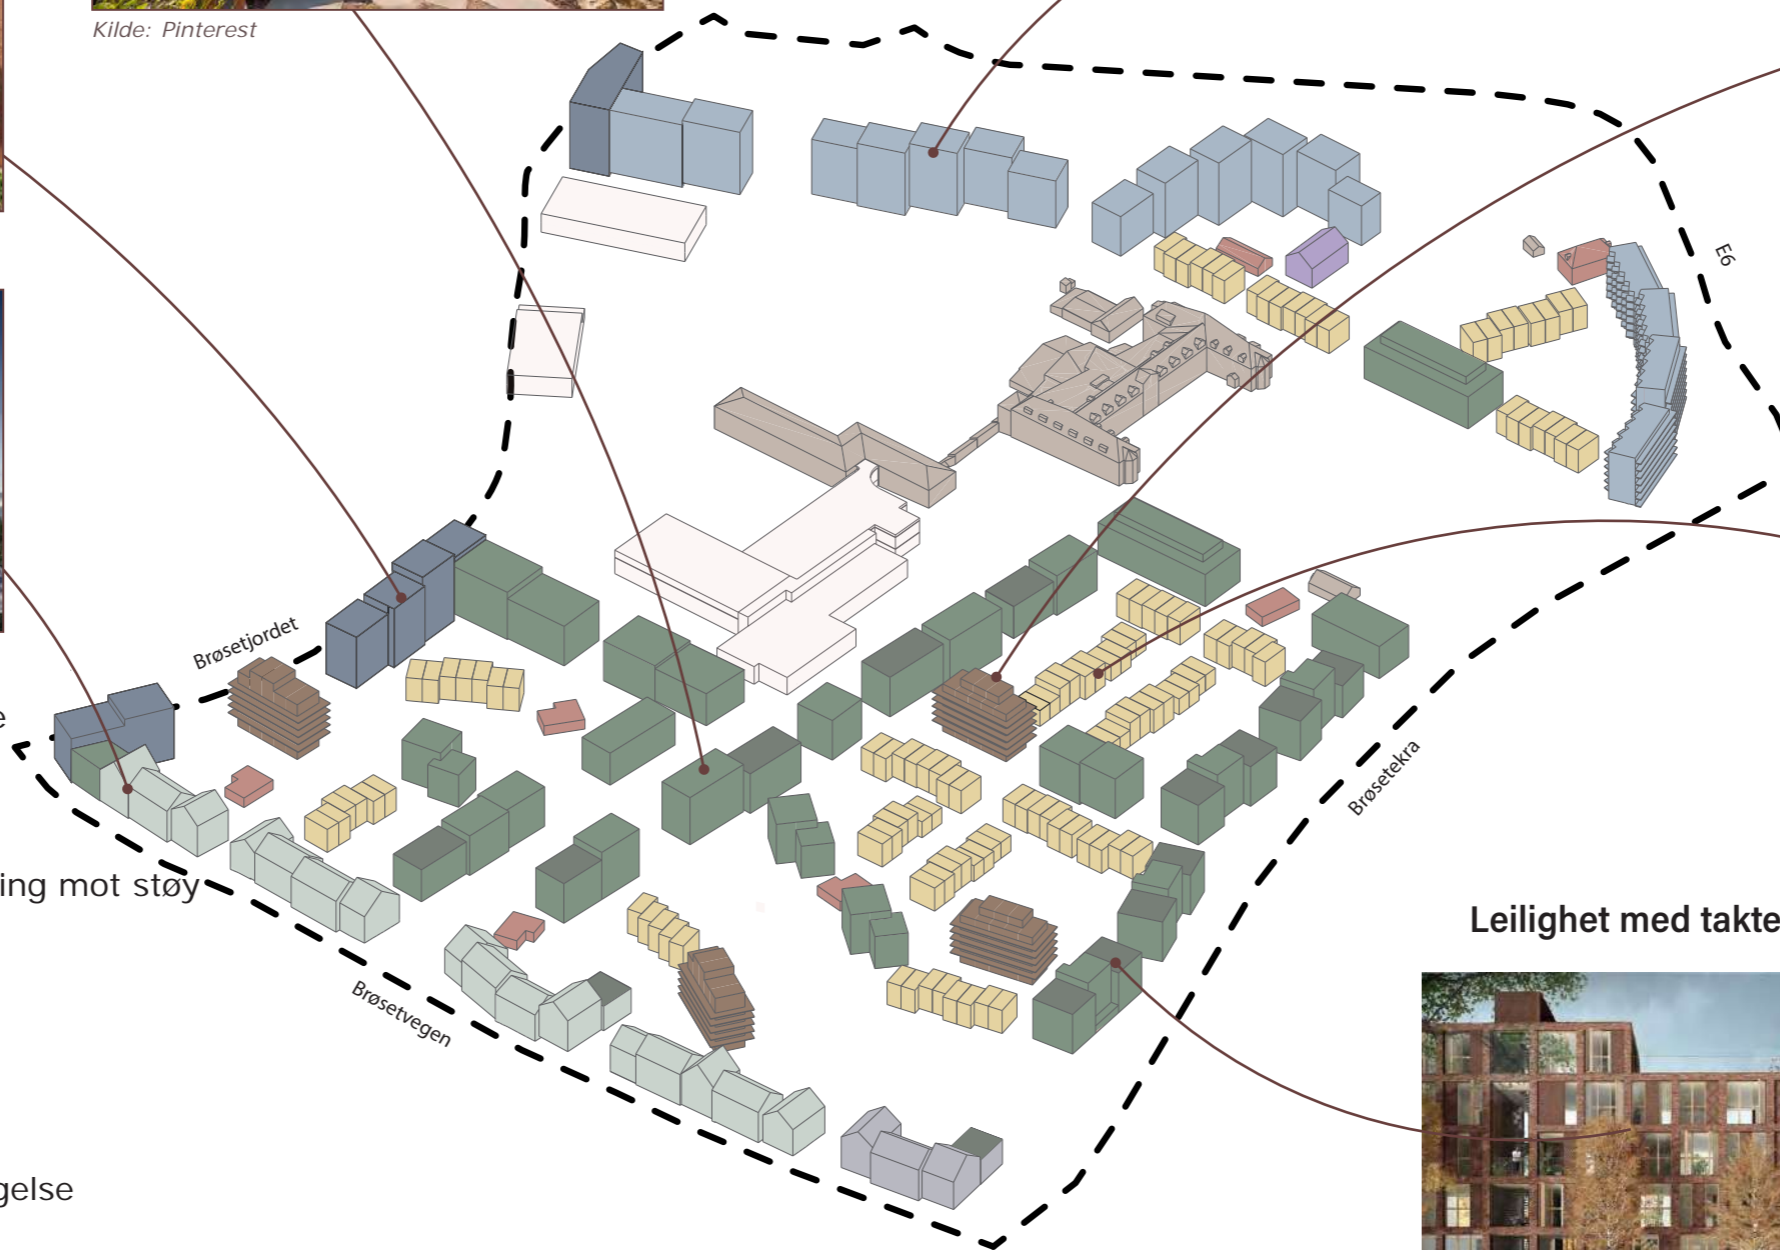 Kilde: Pinterest
E6
Brøsetjordet
e
Brøsetekra
ing mot støy
Leilighet med takte
Brøsetvegen
gelse